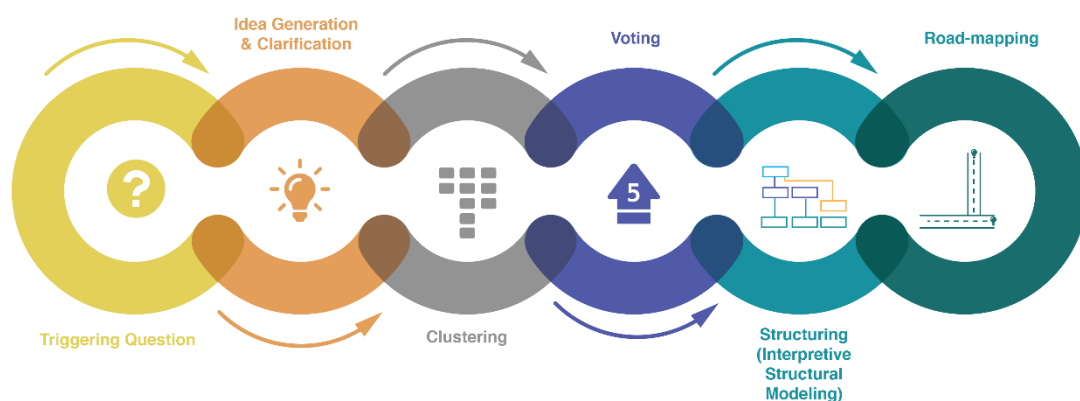 Idea Generation
& Clarification
Voting
Road-mapping
?
5
Triggering Question
Clustering
Structuring
(Interpretive
Structural
Modeling)